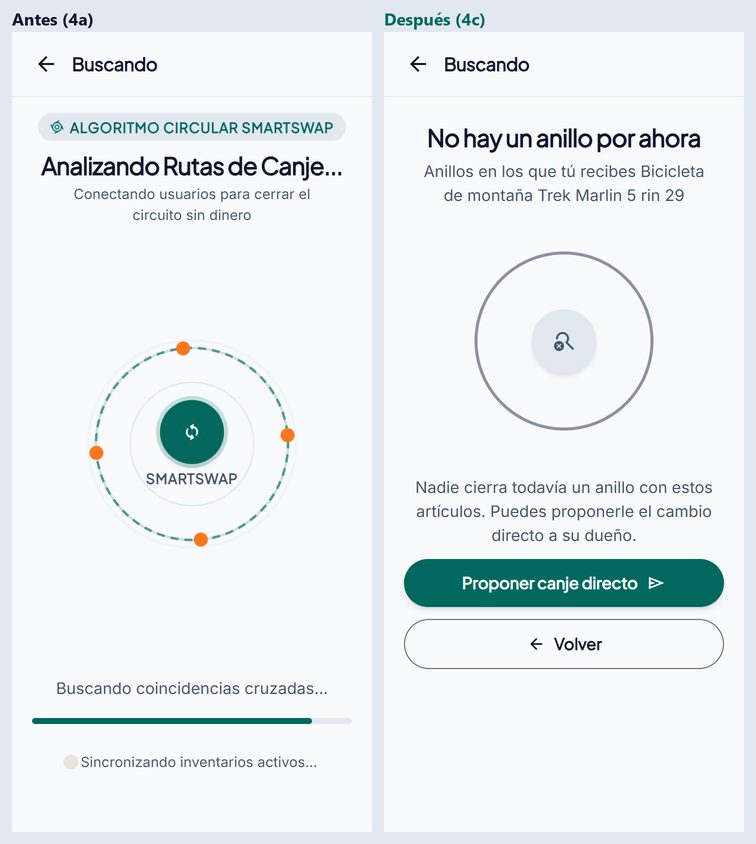 Antes (4a)
Buscando
ALGORITMO CIRCULAR SMARTSWAP
Analizando Rutas de Canje...
Conectando usuarios para cerrar el
circuito sin dinero
SMARTSWAP
Buscando coincidencias cruzadas...
Sincronizando inventarios activos...
Después (4c)
Buscando
No hay un anillo por ahora
Anillos en los que tú recibes Bicicleta
de montaña Trek Marlin 5 rin 29
Nadie cierra todavía un anillo con estos
artículos. Puedes proponerle el cambio
directo a su dueño.
Proponer canje directo
Volver